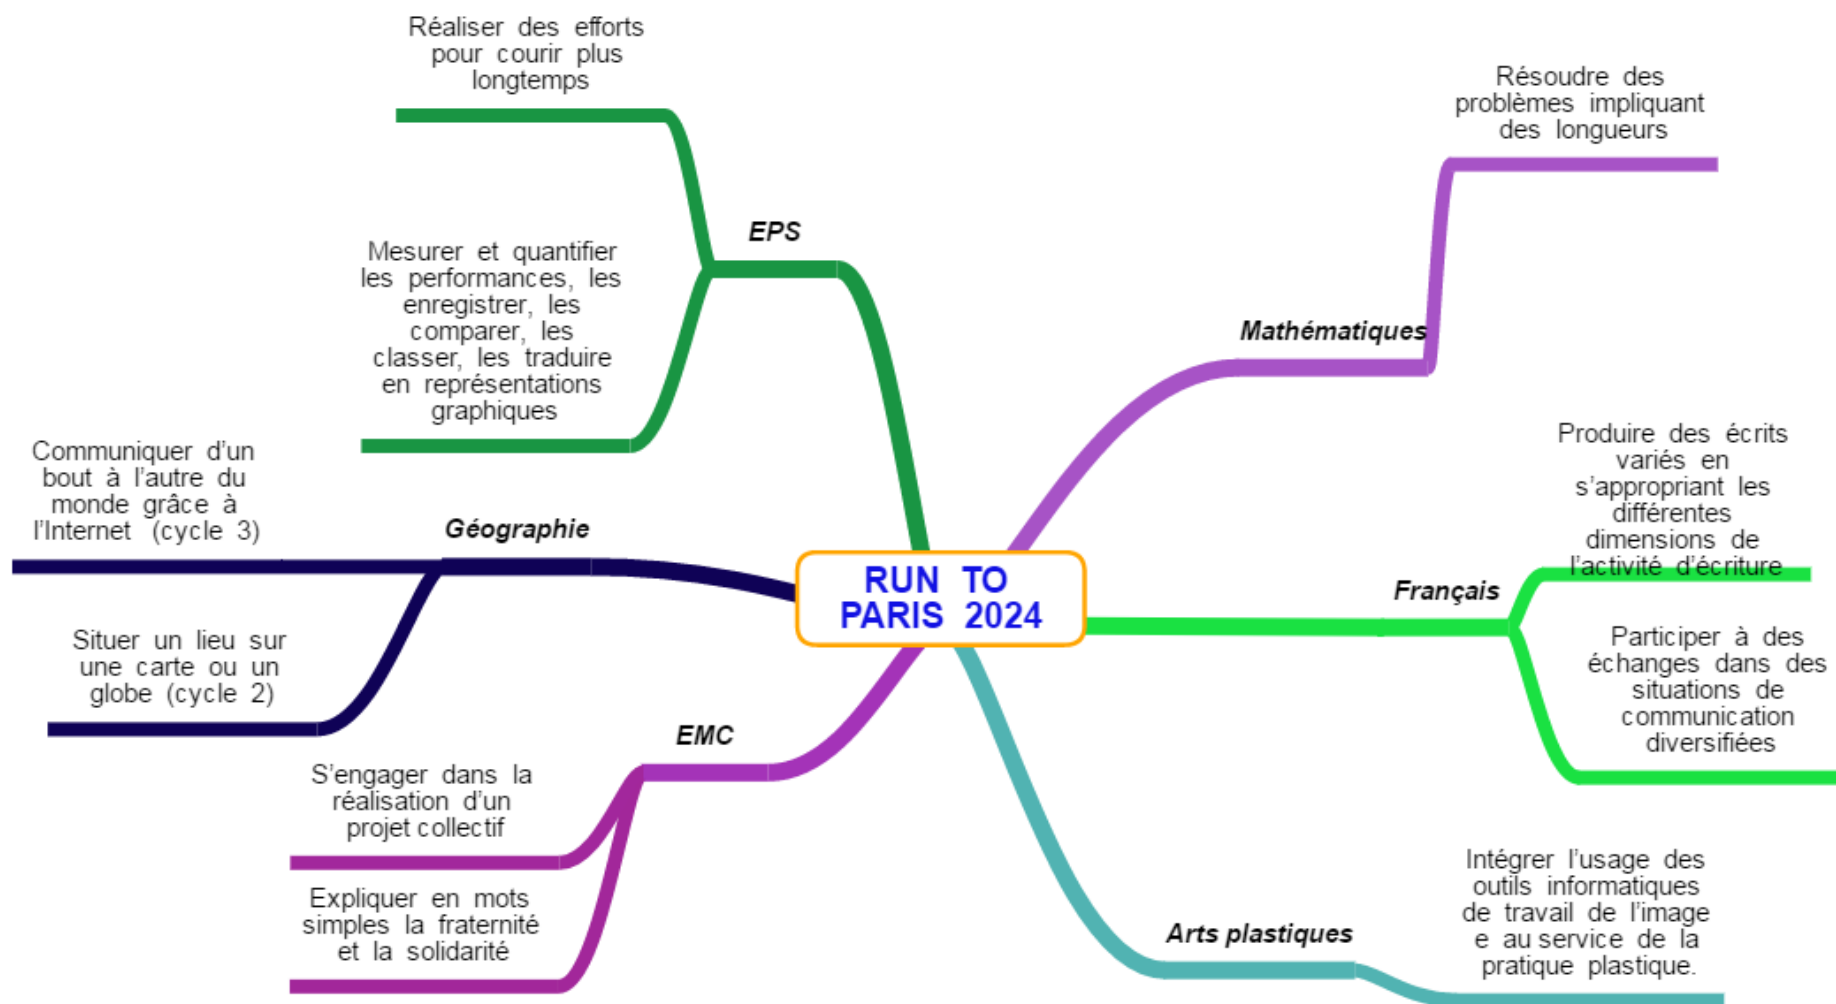 RUN TO
PARIS 2024
EPS
Réaliser des efforts
pour courir plus
longtemps
Mesurer et quantifier
les performances, les
enregistrer, les
comparer, les
classer, les traduire
en représentations
graphiques
Géographie
Communiquer d’un
bout à l’autre du
monde grâce à
l’Internet (cycle 3)
Situer un lieu sur
une carte ou un
globe (cycle 2)
EMC
S’engager dans la
réalisation d’un
projet collectif
Expliquer en mots
simples la fraternité
et la solidarité
Mathématiques
Résoudre des
problèmes impliquant
des longueurs
Français
Produire des écrits
variés en
s’appropriant les
différentes
dimensions de
l’activité d’écriture
Participer à des
échanges dans des
situations de
communication
diversifiées
Arts plastiques
Intégrer l’usage des
outils informatiques
de travail de l’image
e au service de la
pratique plastique.